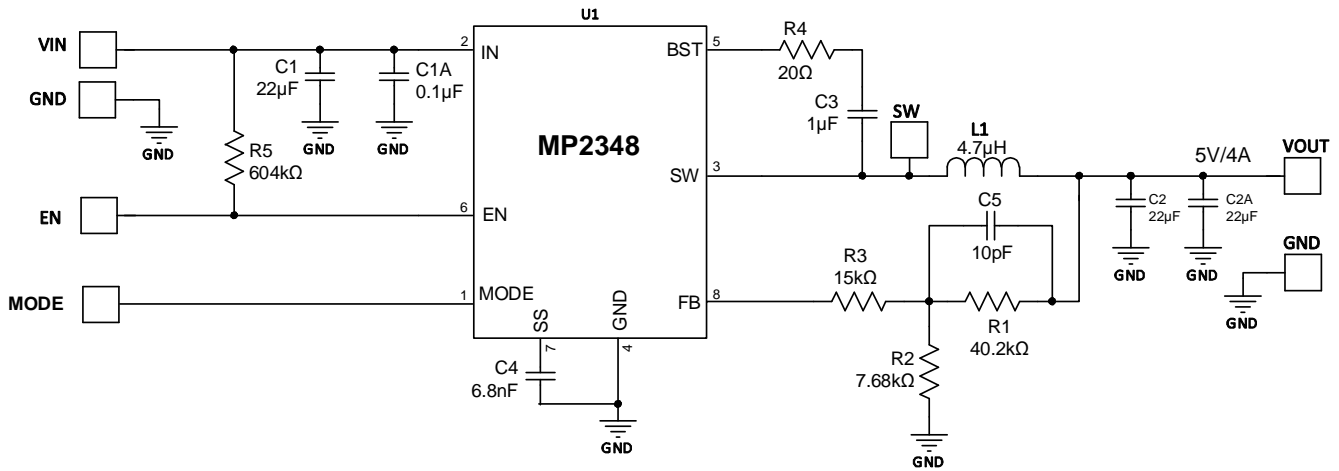 U1
VIN
2
IN
C1
22µF
C1A
0.1µF
GND
GND
GND
GND
R5
604kΩ
EN
6
EN
MODE
1
MODE
MP2348
BST
5
R4
20Ω
C3
1µF
SW
SW
3
L1
4.7µH
5V/4A
VOUT
C2
22µF
C2A
22µF
GND
GND
GND
GND
C5
10pF
FB
8
R3
15kΩ
R1
40.2kΩ
R2
7.68kΩ
GND
SS
7
GND
4
C4
6.8nF
GND